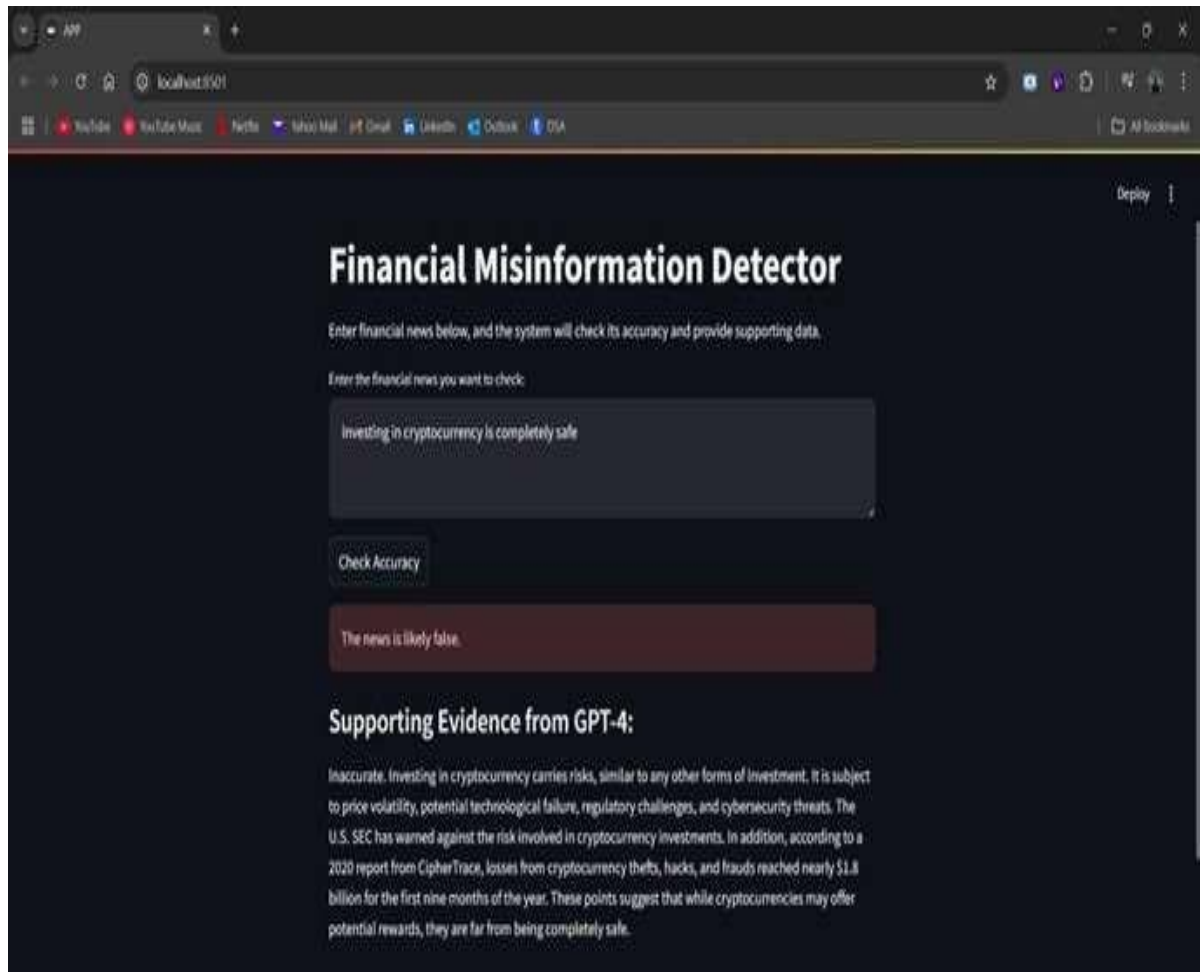 APP
localhost:8501
YouTube YouTube Music Netflix Yahoo Mail Gmail LinkedIn Outlook DSA All Bookmarks
Deploy
Financial Misinformation Detector
Enter financial news below, and the system will check its accuracy and provide supporting data.
Enter the financial news you want to check:
Investing in cryptocurrency is completely safe
Check Accuracy
The news is likely false.
Supporting Evidence from GPT-4:
Inaccurate. Investing in cryptocurrency carries risks, similar to any other forms of investment. It is subject
to price volatility, potential technological failure, regulatory challenges, and cybersecurity threats. The
U.S. SEC has warned against the risk involved in cryptocurrency investments. In addition, according to a
2020 report from CipherTrace, losses from cryptocurrency thefts, hacks, and frauds reached nearly $1.8
billion for the first nine months of the year. These points suggest that while cryptocurrencies may offer
potential rewards, they are far from being completely safe.